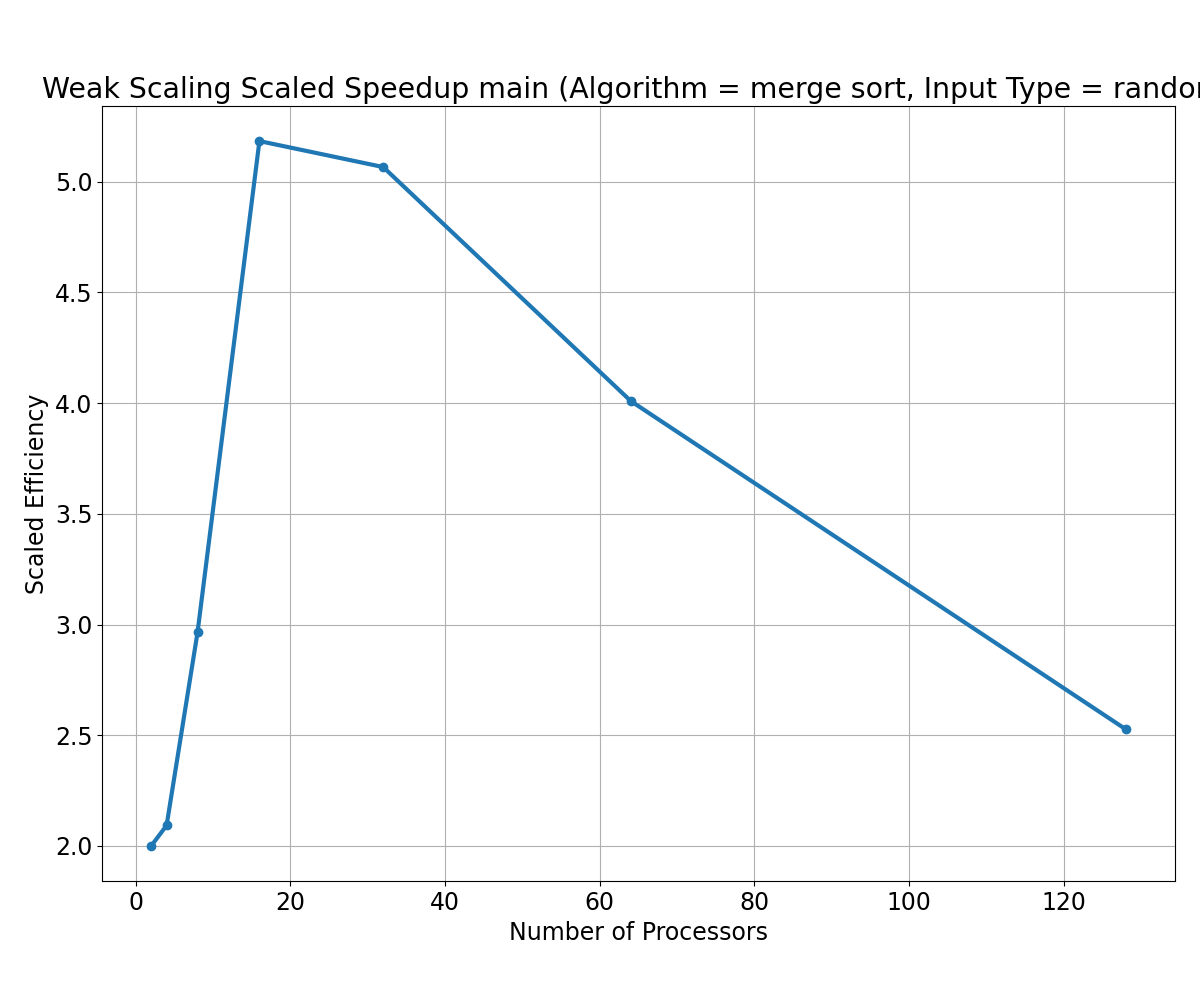 Weak Scaling Scaled Speedup main (Algorithm = merge sort, Input Type = rando
5.0
4.5
4.0
3.5
3.0
2.5
2.0
Scaled Efficiency
0 20 40 60 80 100 120
Number of Processors